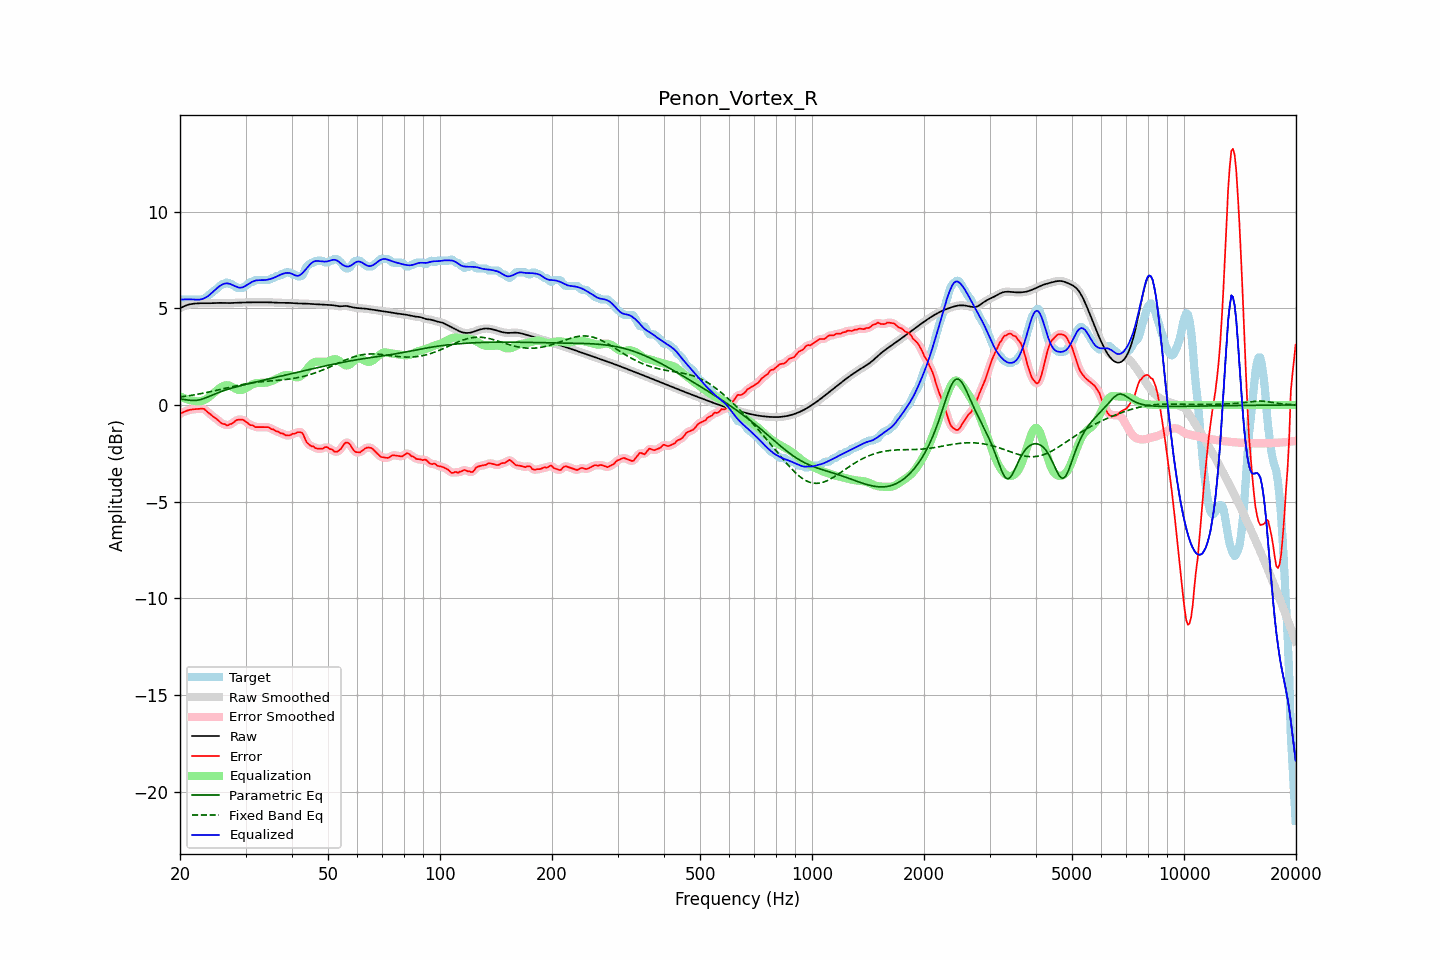 Penon_Vortex_R
Amplitude (dBr)
10
5
0
−5
−10
−15
−20
Target
Raw Smoothed
Error Smoothed
Raw
Error
Equalization
Parametric Eq
Fixed Band Eq
Equalized
20 50 100 200 500 1000 2000 5000 10000 20000
Frequency (Hz)